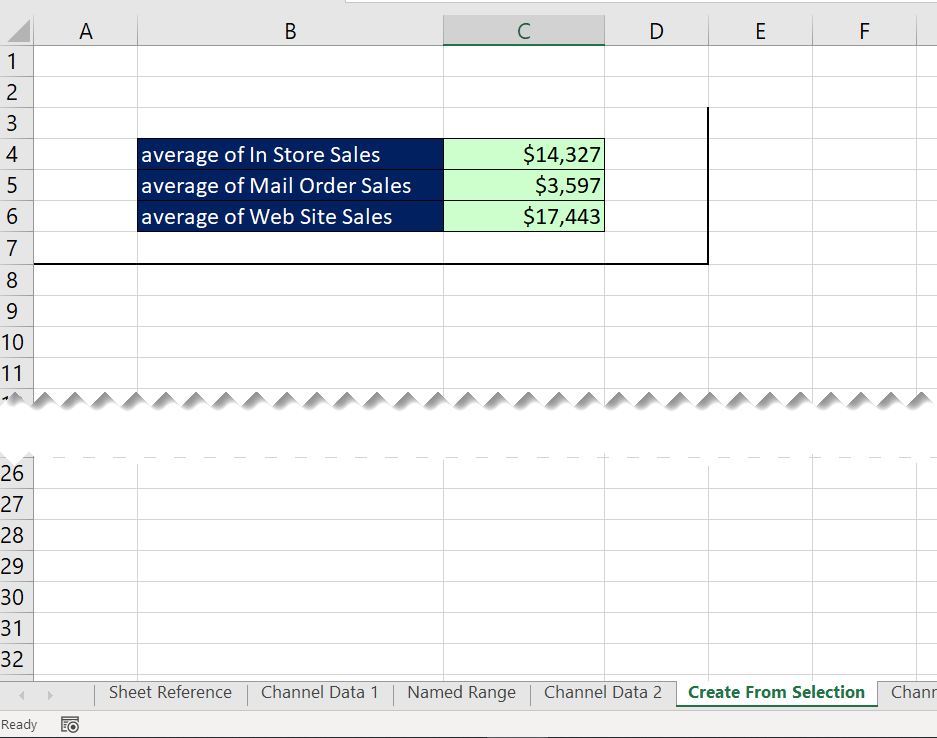 A B C D E F
1
2
3
4 average of In Store Sales $14,327
5 average of Mail Order Sales $3,597
6 average of Web Site Sales $17,443
7
8
9
10
11
26
27
28
29
30
31
32
Sheet Reference Channel Data 1 Named Range Channel Data 2 Create From Selection Chann
Ready